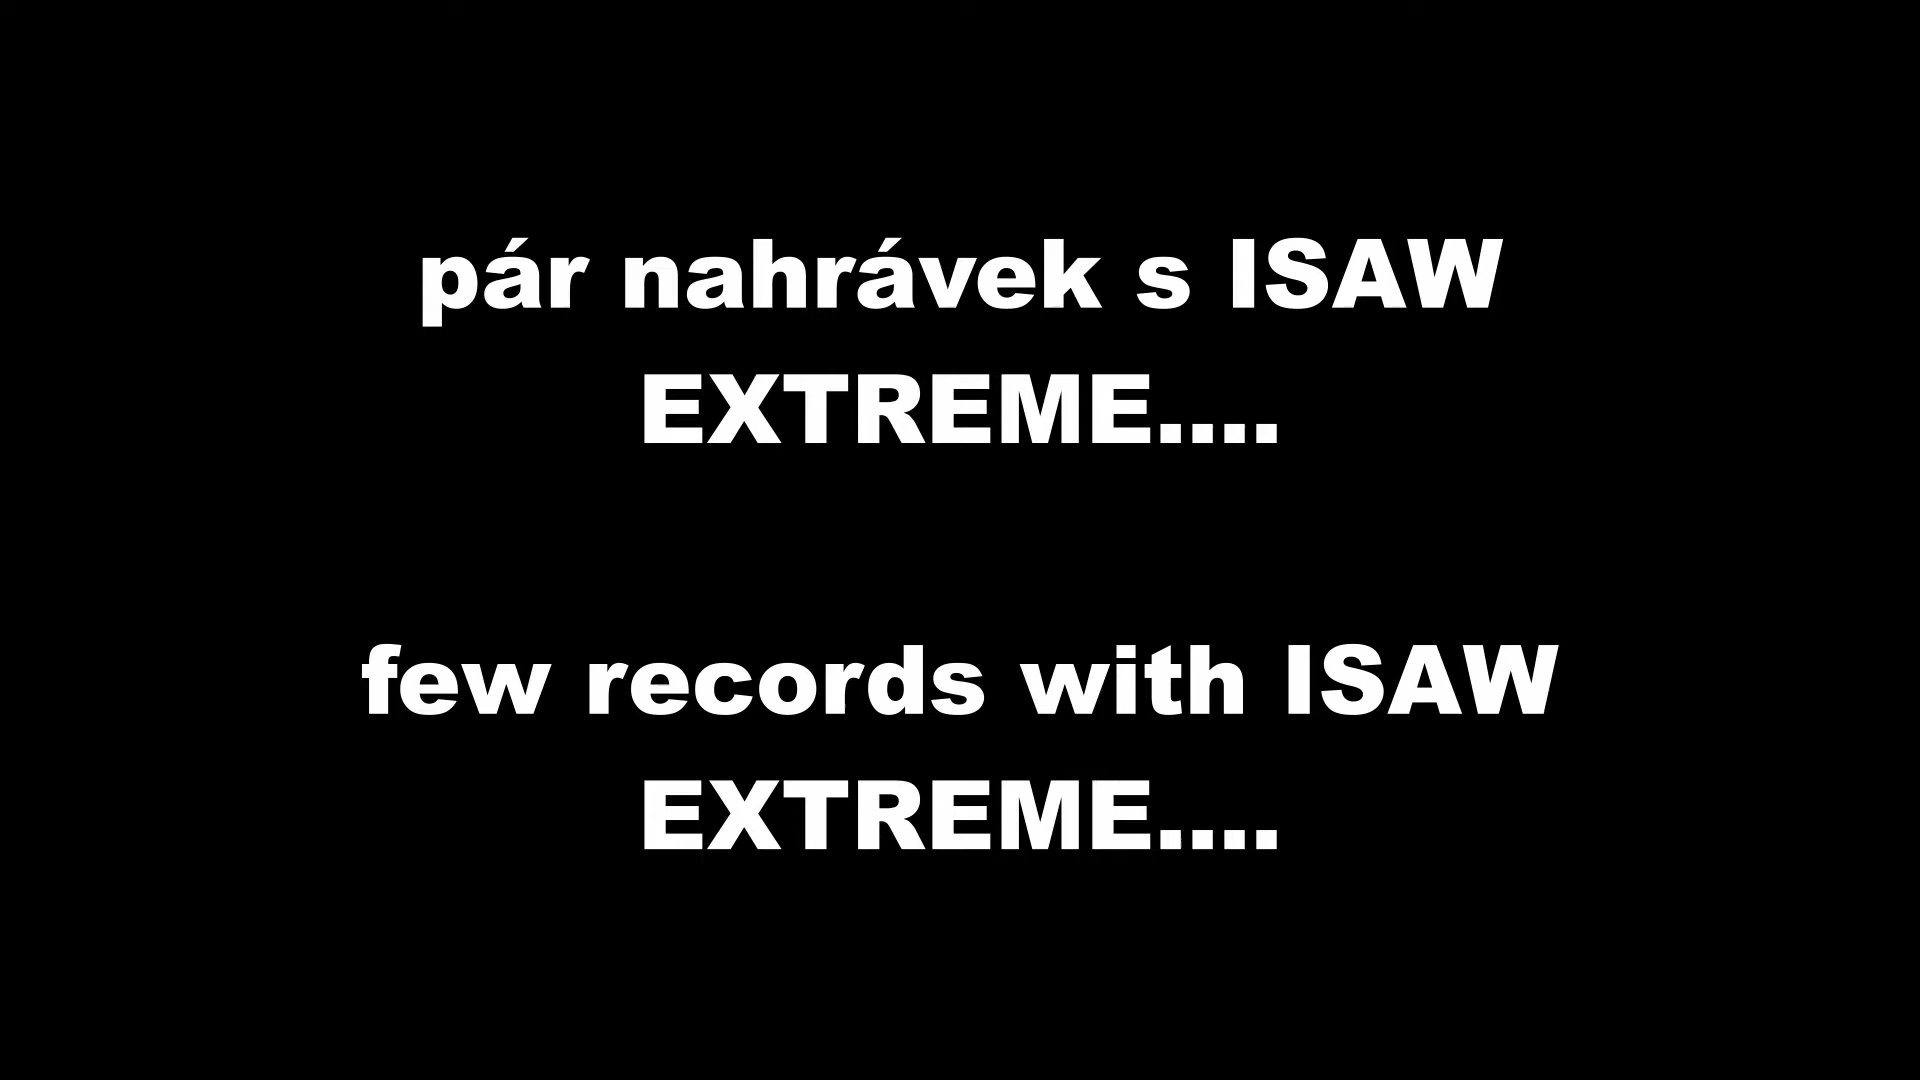 pár nahrávek s ISAW
EXTREME....
few records with ISAW
EXTREME....